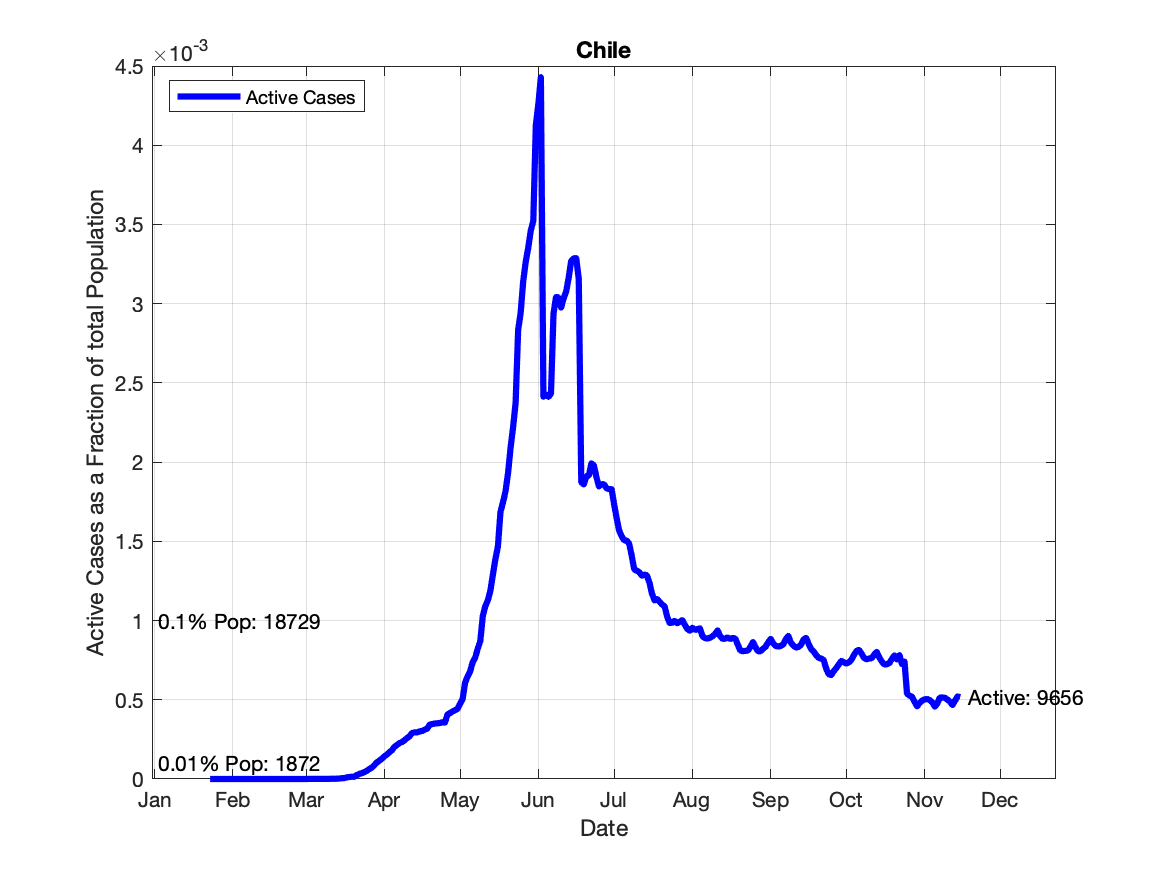 Chile
×10-3
4.5
4
3.5
3
2.5
2
1.5
1
0.5
0
Active Cases as a Fraction of total Population
Active Cases
0.1% Pop: 18729
0.01% Pop: 1872
Active: 9656
Jan Feb Mar Apr May Jun Jul Aug Sep Oct Nov Dec
Date